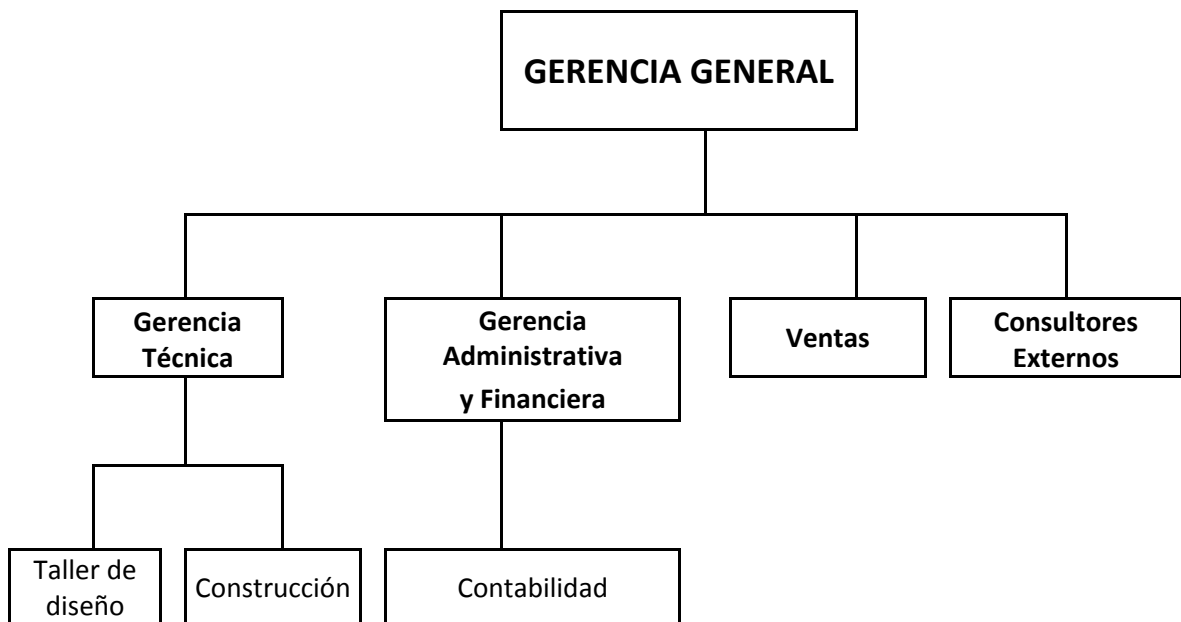 GERENCIA GENERAL
Gerencia
Técnica
Gerencia
Administrativa
y Financiera
Ventas
Consultores
Externos
Taller de
diseño
Construcción
Contabilidad